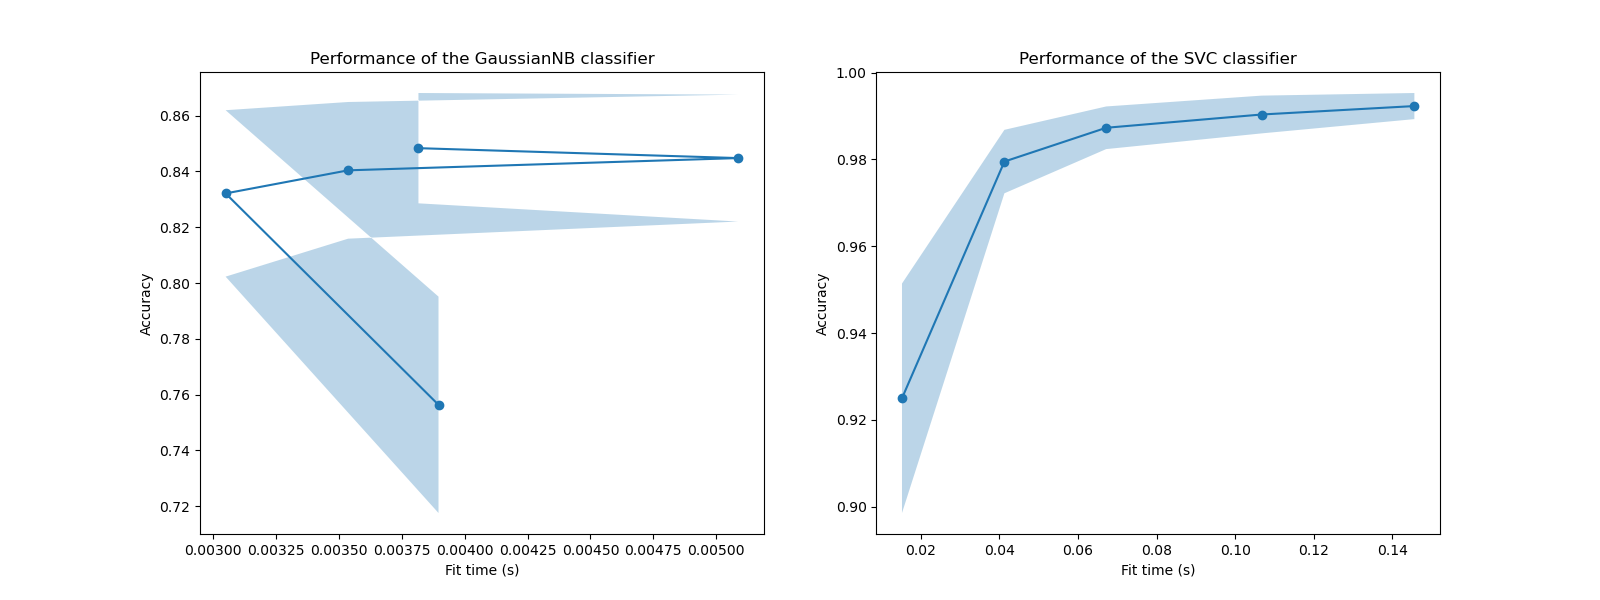 Performance of the GaussianNB classifier
Accuracy
0.86
0.84
0.82
0.80
0.78
0.76
0.74
0.72
0.00300 0.00325 0.00350 0.00375 0.00400 0.00425 0.00450 0.00475 0.00500
Fit time (s)
Performance of the SVC classifier
Accuracy
1.00
0.98
0.96
0.94
0.92
0.90
0.02 0.04 0.06 0.08 0.10 0.12 0.14
Fit time (s)